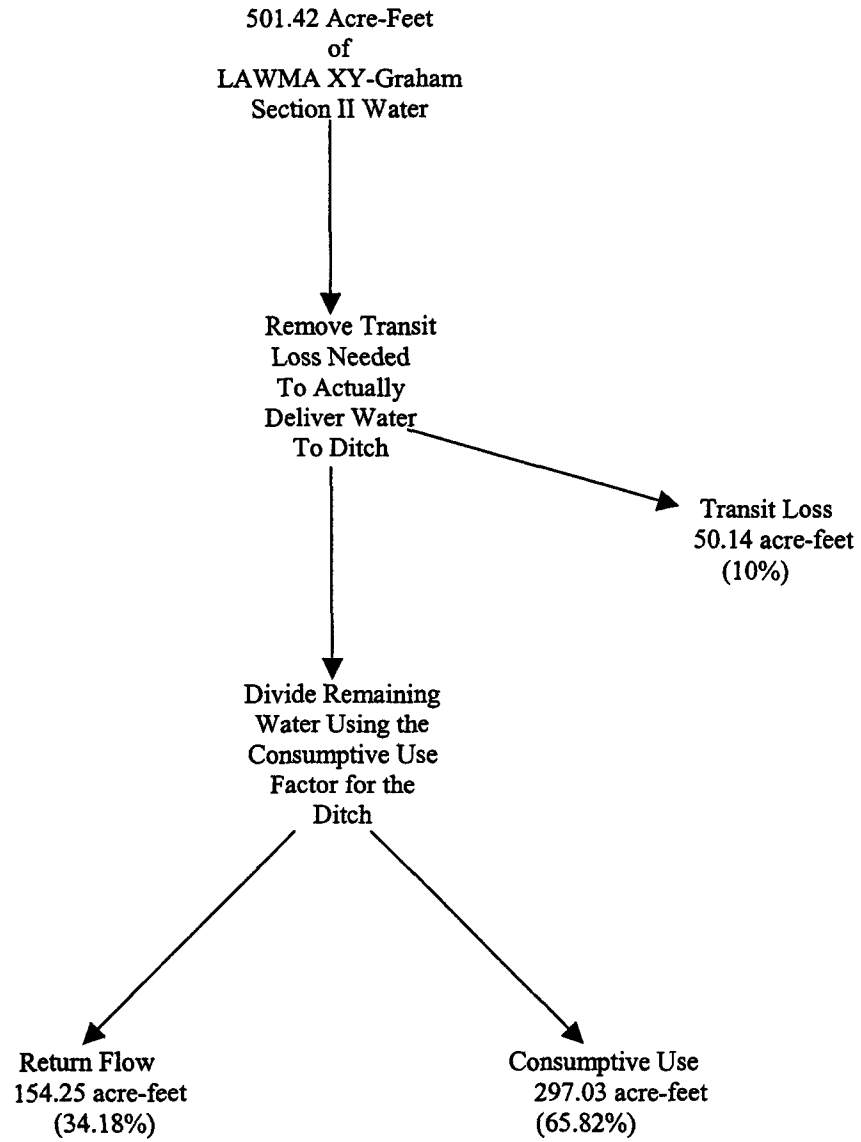 501.42 Acre-Feet
of
LAWMA XY-Graham
Section II Water
Remove Transit
Loss Needed
To Actually
Deliver Water
To Ditch
Transit Loss
50.14 acre-feet
(10%)
Divide Remaining
Water Using the
Consumptive Use
Factor for the
Ditch
Return Flow
154.25 acre-feet
(34.18%)
Consumptive Use
297.03 acre-feet
(65.82%)